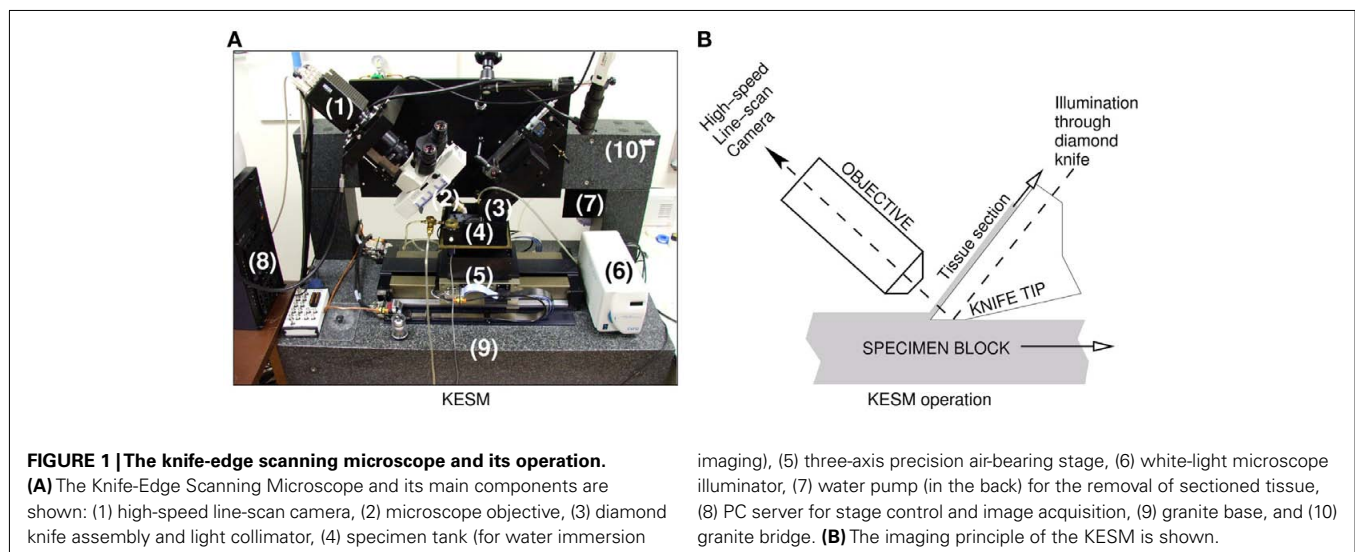 A
B
(1)
(2)
(3)
(4)
(5)
(6)
(7)
(8)
(9)
(10)
KESM
High–speed
Line–scan
Camera
OBJECTIVE
Tissue section
Illumination
through
diamond
knife
KNIFE TIP
SPECIMEN BLOCK
KESM operation
FIGURE 1 | The knife-edge scanning microscope and its operation.
(A) The Knife-Edge Scanning Microscope and its main components are
shown: (1) high-speed line-scan camera, (2) microscope objective, (3) diamond
knife assembly and light collimator, (4) specimen tank (for water immersion
imaging), (5) three-axis precision air-bearing stage, (6) white-light microscope
illuminator, (7) water pump (in the back) for the removal of sectioned tissue,
(8) PC server for stage control and image acquisition, (9) granite base, and (10)
granite bridge. (B) The imaging principle of the KESM is shown.